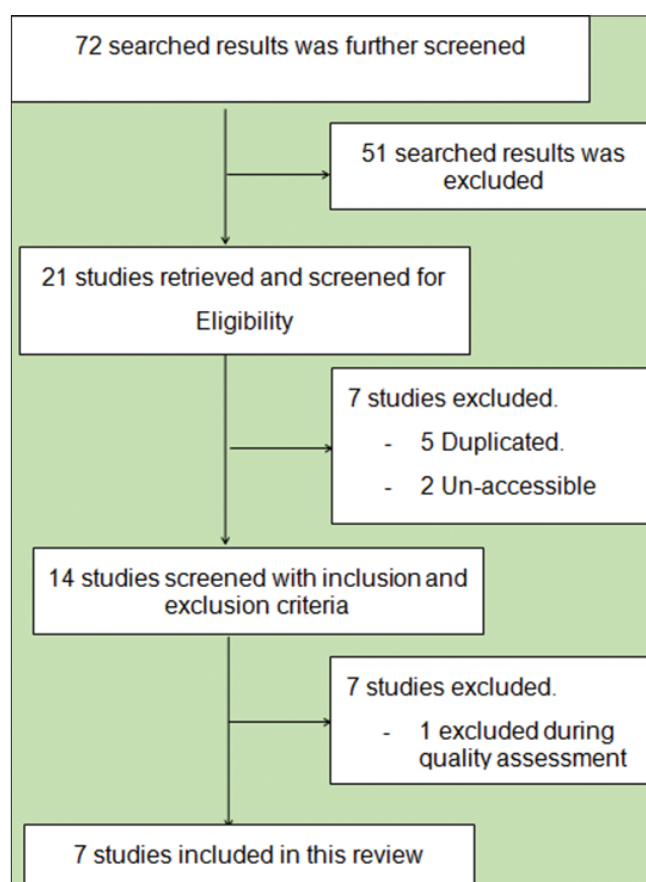 72 searched results was further screened
51 searched results was
excluded
21 studies retrieved and screened for
Eligibility
7 studies excluded.
- 5 Duplicated.
- 2 Un-accessible
14 studies screened with inclusion and
exclusion criteria
7 studies excluded.
- 1 excluded during
quality assessment
7 studies included in this review